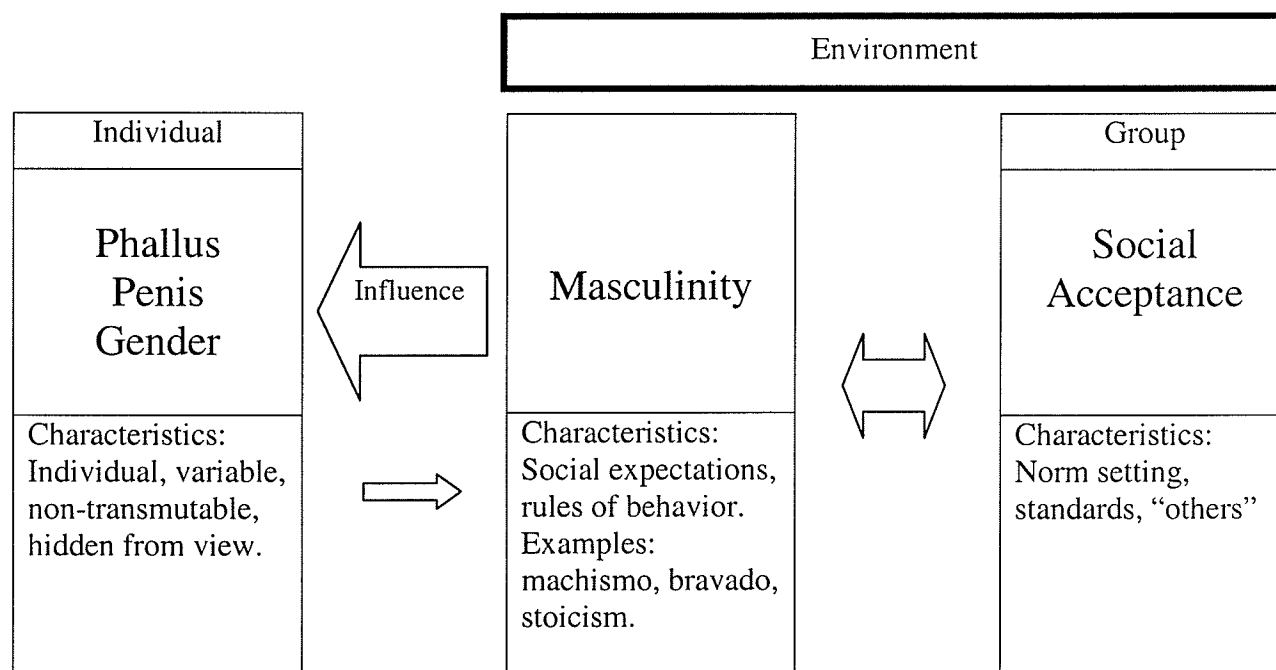 Environment
Individual
Phallus
Penis
Gender
Characteristics:
Individual, variable,
non-transmutable,
hidden from view.
Influence
Masculinity
Characteristics:
Social expectations,
rules of behavior.
Examples:
machismo, bravado,
stoicism.
Group
Social
Acceptance
Characteristics:
Norm setting,
standards, “others”